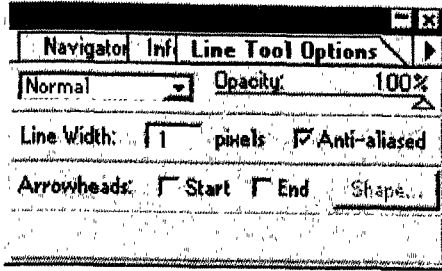 Navigator Inf Line Tool Options
Normal Opacity: 100%
Line Width: 1 pixels Anti-aliased
Arrowheads: Start End Shape...